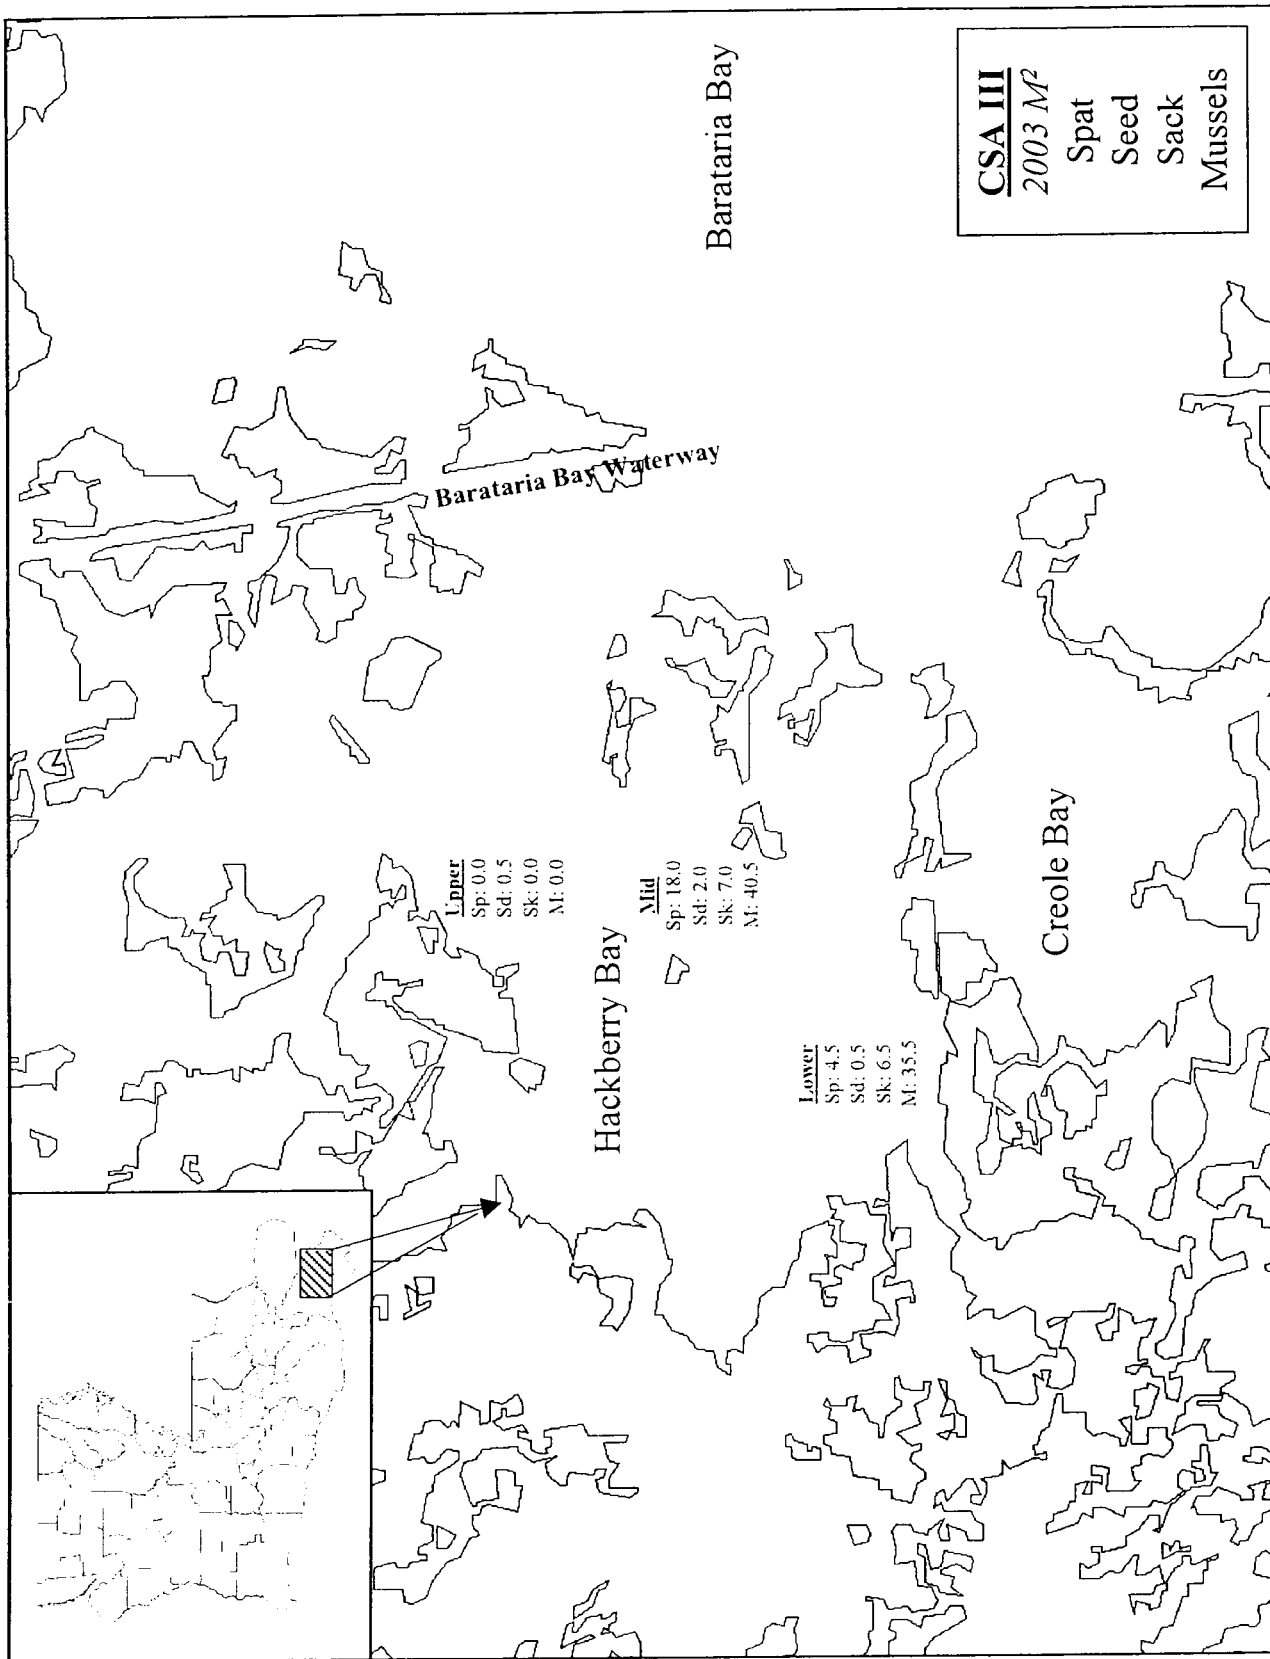 Upper
Sp: 0.0
Sd: 0.5
Sk: 0.0
M: 0.0
Barataria Bay Waterway
Hackberry Bay
Mid
Sp: 18.0
Sd: 2.0
Sk: 7.0
M: 40.5
Barataria Bay
Lower
Sp: 4.5
Sd: 0.5
Sk: 6.5
M: 35.5
Creole Bay
CSA III
2003 M²
Spat
Seed
Sack
Mussels